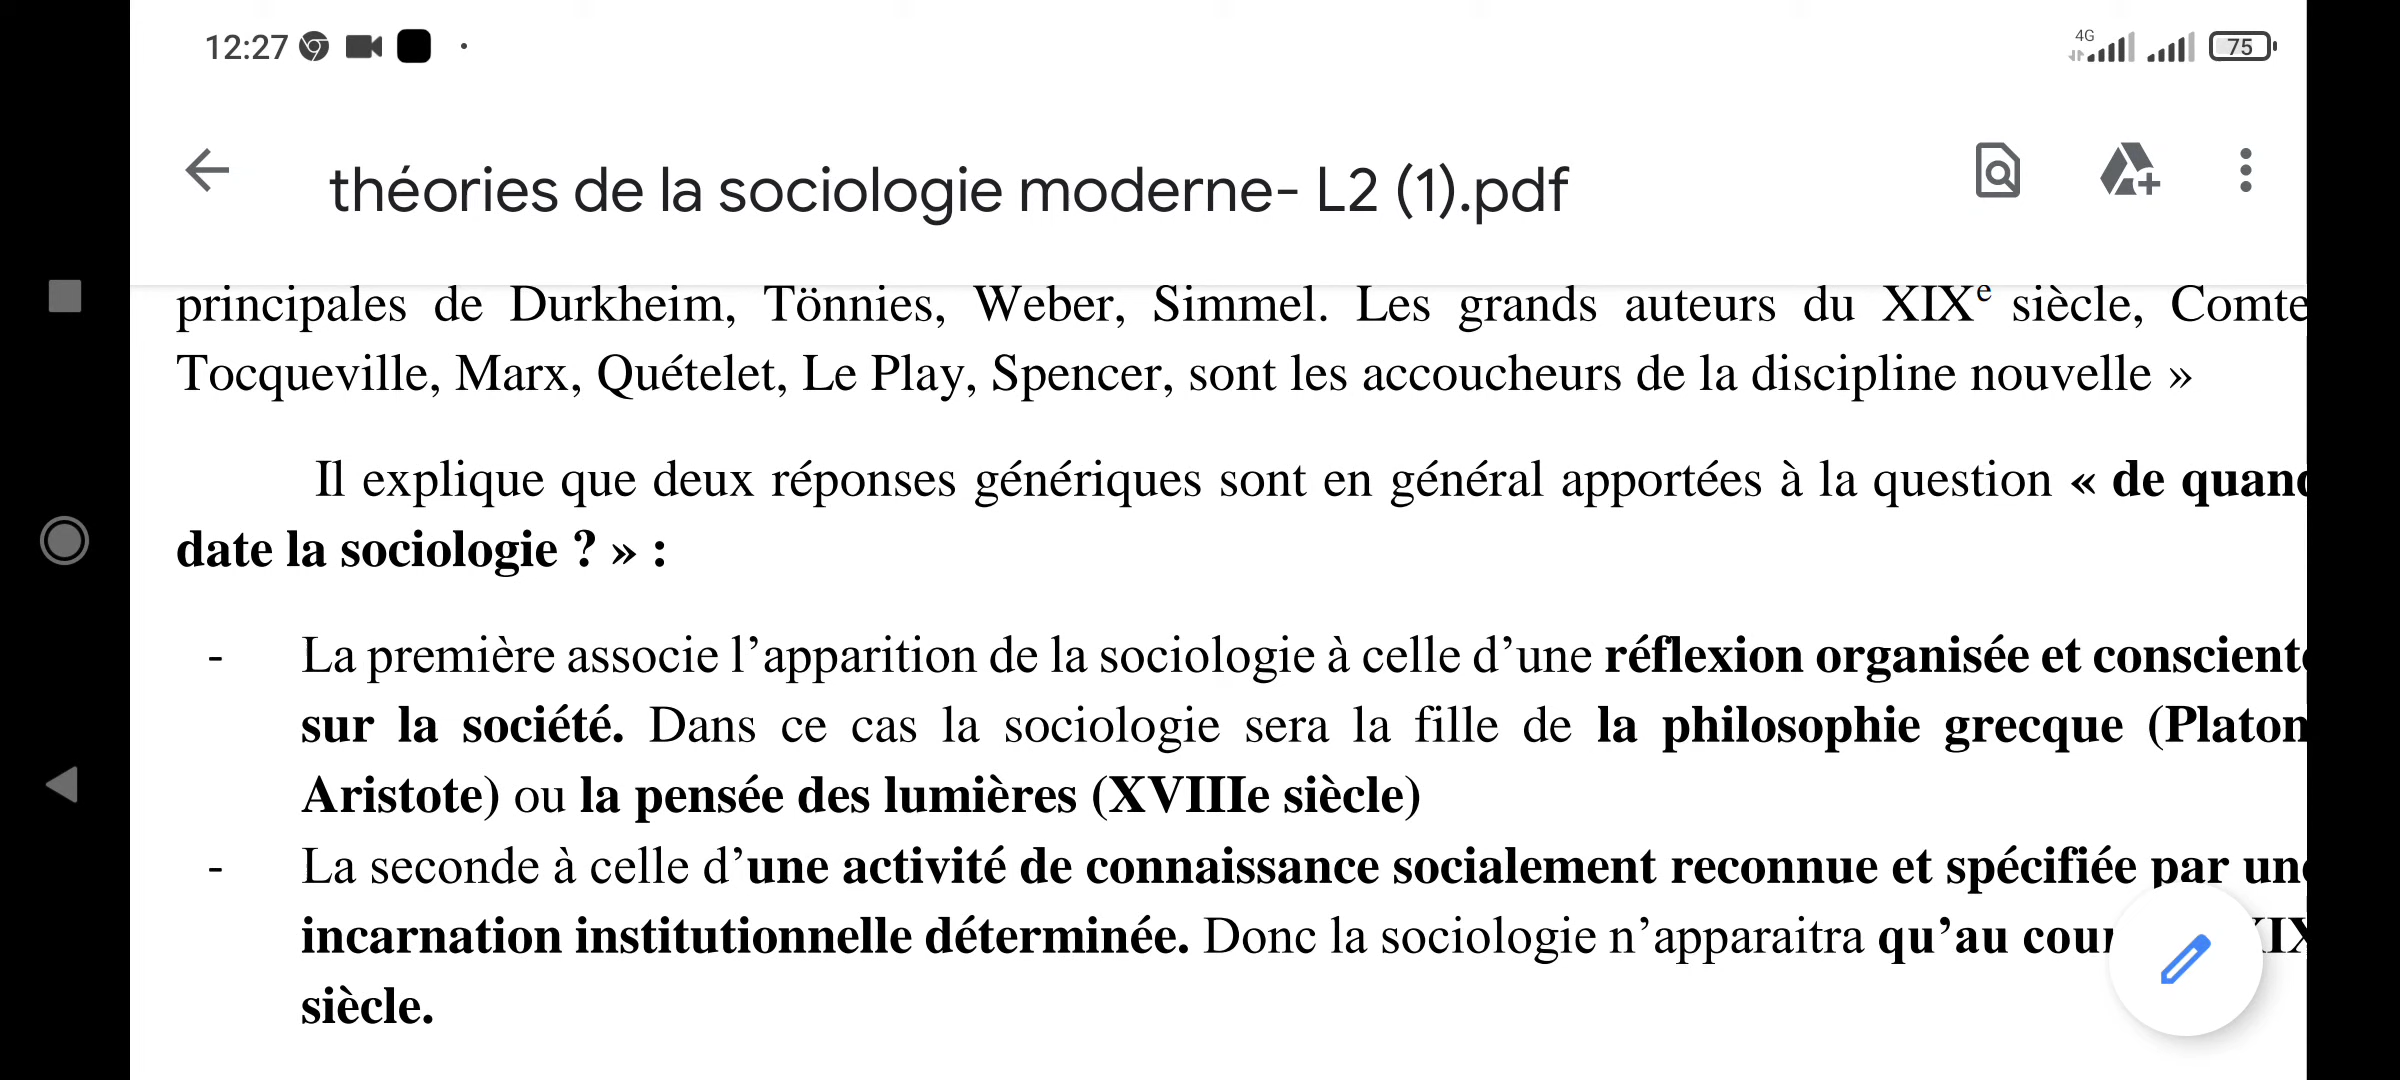 12:27
4G
75
théories de la sociologie moderne- L2 (1).pdf
principales de Durkheim, Tönnies, Weber, Simmel. Les grands auteurs du XIXe siècle, Comte
Tocqueville, Marx, Quételet, Le Play, Spencer, sont les accoucheurs de la discipline nouvelle »
Il explique que deux réponses génériques sont en général apportées à la question « de quand
date la sociologie ? » :
- La première associe l’apparition de la sociologie à celle d’une réflexion organisée et consciente
sur la société. Dans ce cas la sociologie sera la fille de la philosophie grecque (Platon
Aristote) ou la pensée des lumières (XVIIIe siècle)
- La seconde à celle d’une activité de connaissance socialement reconnue et spécifiée par une
incarnation institutionnelle déterminée. Donc la sociologie n’apparaitra qu’au
siècle.